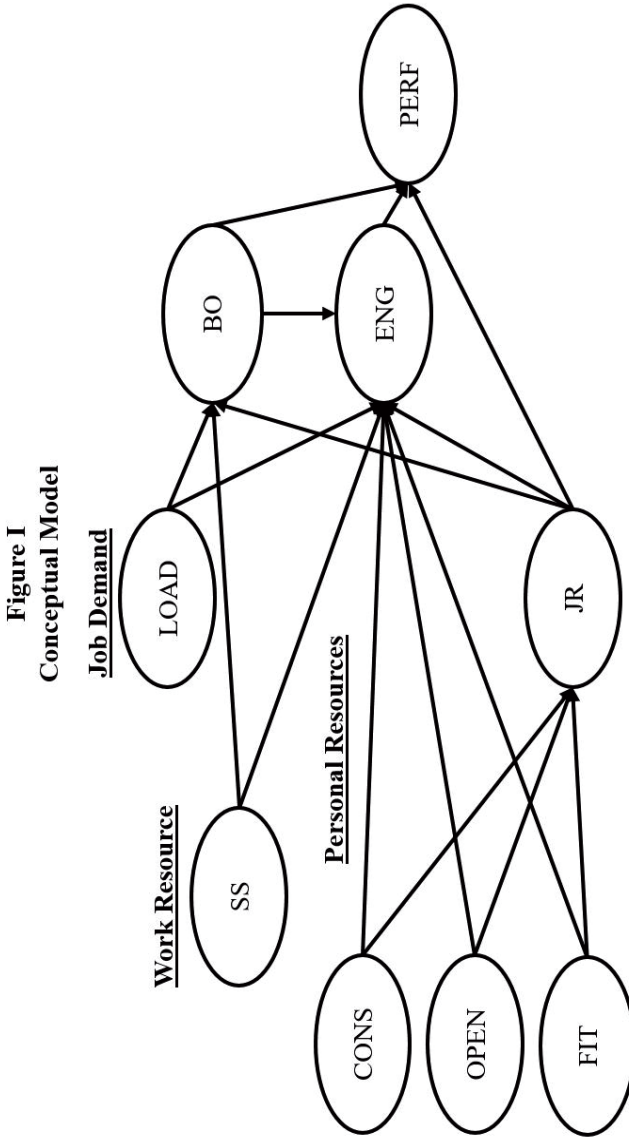 Figure I
Conceptual Model
Job Demand
LOAD
BO
PERF
Work Resource
SS
ENG
Personal Resources
CONS
OPEN
FIT
JR